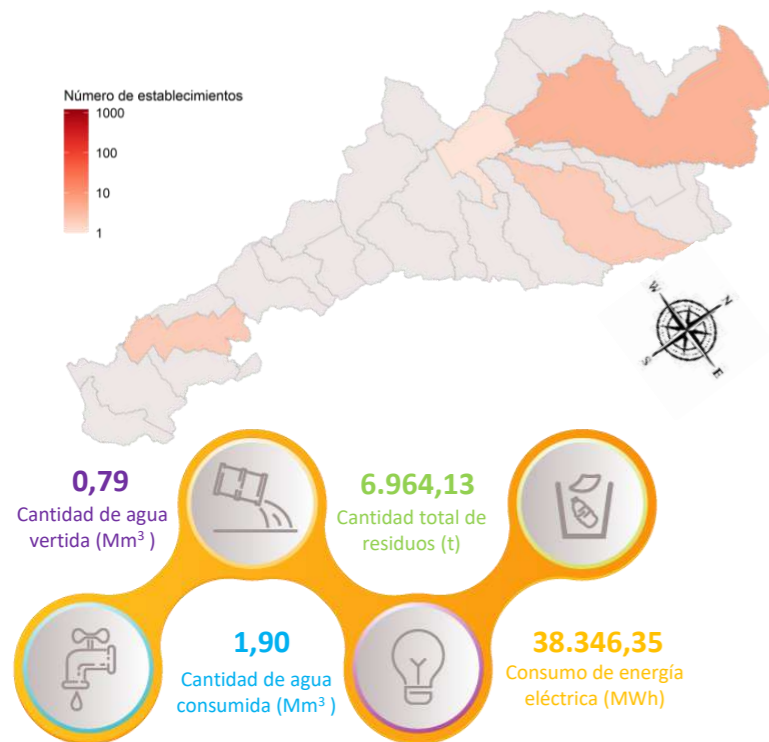 Número de establecimientos
1000
100
10
1
W
N
S
E
0,79
Cantidad de agua
vertida (Mm³ )
6.964,13
Cantidad total de
residuos (t)
1,90
Cantidad de agua
consumida (Mm³ )
38.346,35
Consumo de energía
eléctrica (MWh)